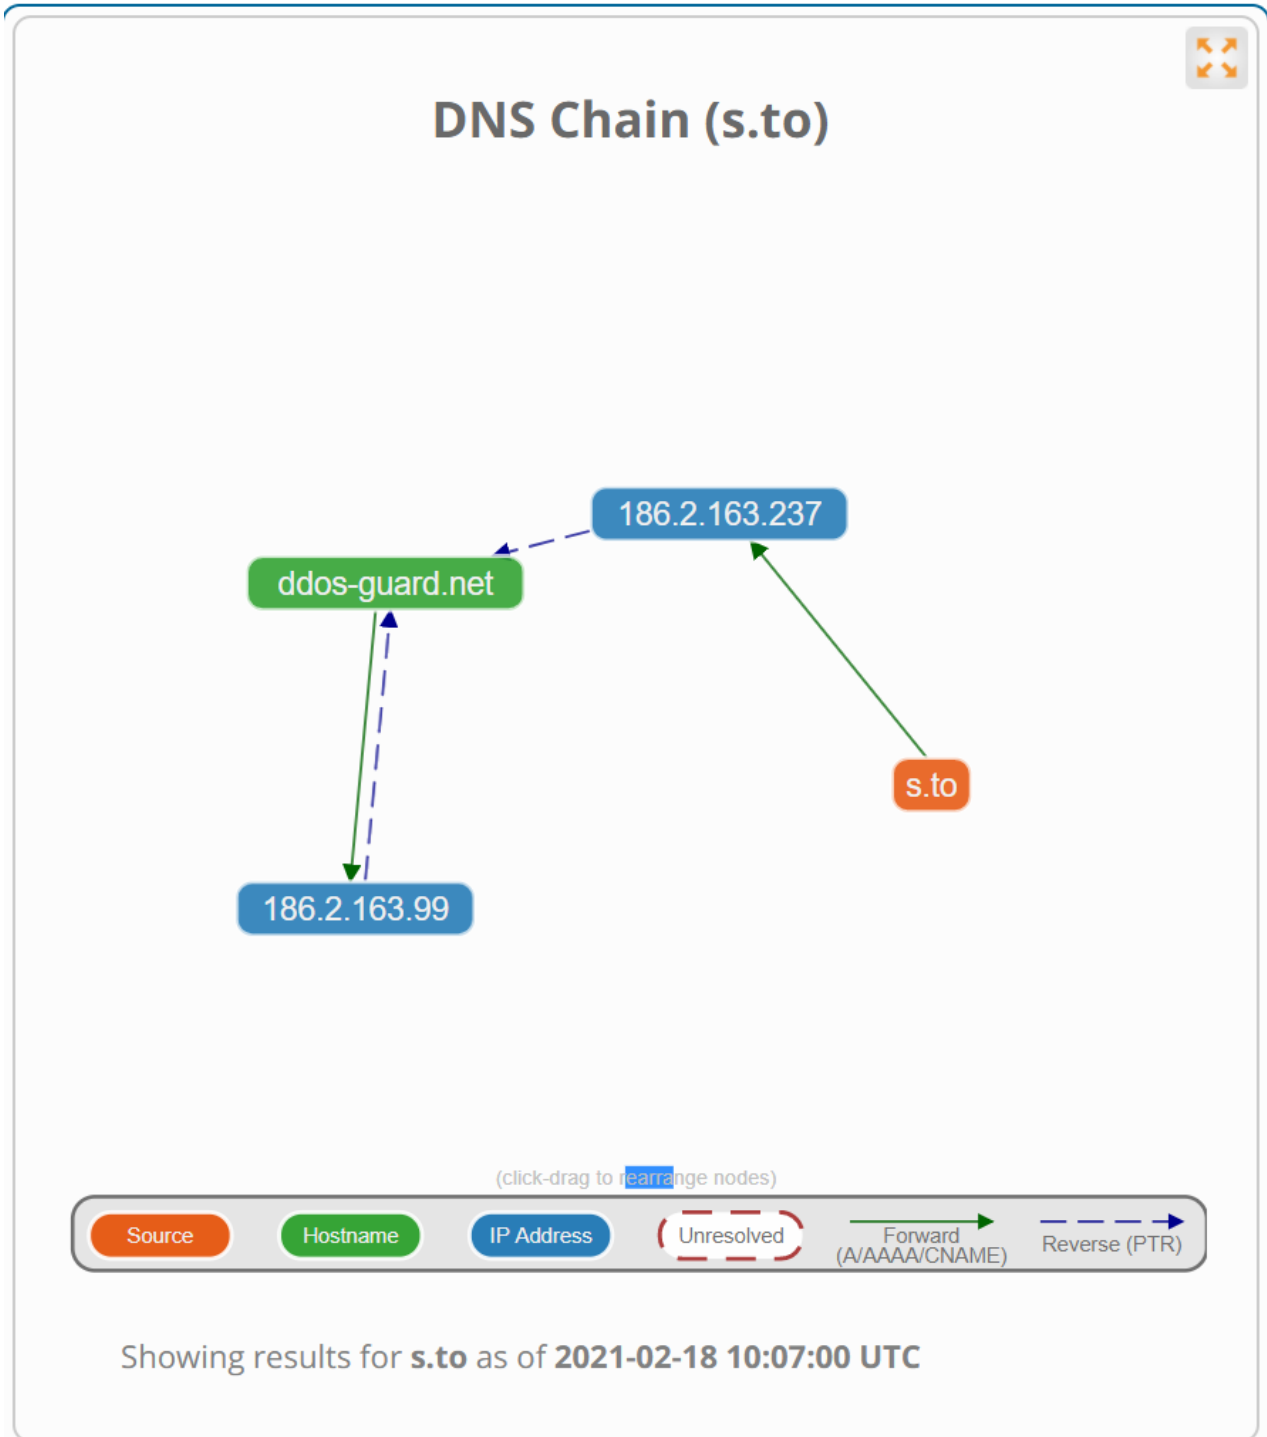 DNS Chain (s.to)
186.2.163.237
ddos-guard.net
s.to
186.2.163.99
(click-drag to rearrange nodes)
Source
Hostname
IP Address
Unresolved
Forward
(A/AAAA/CNAME)
Reverse (PTR)
Showing results for s.to as of 2021-02-18 10:07:00 UTC